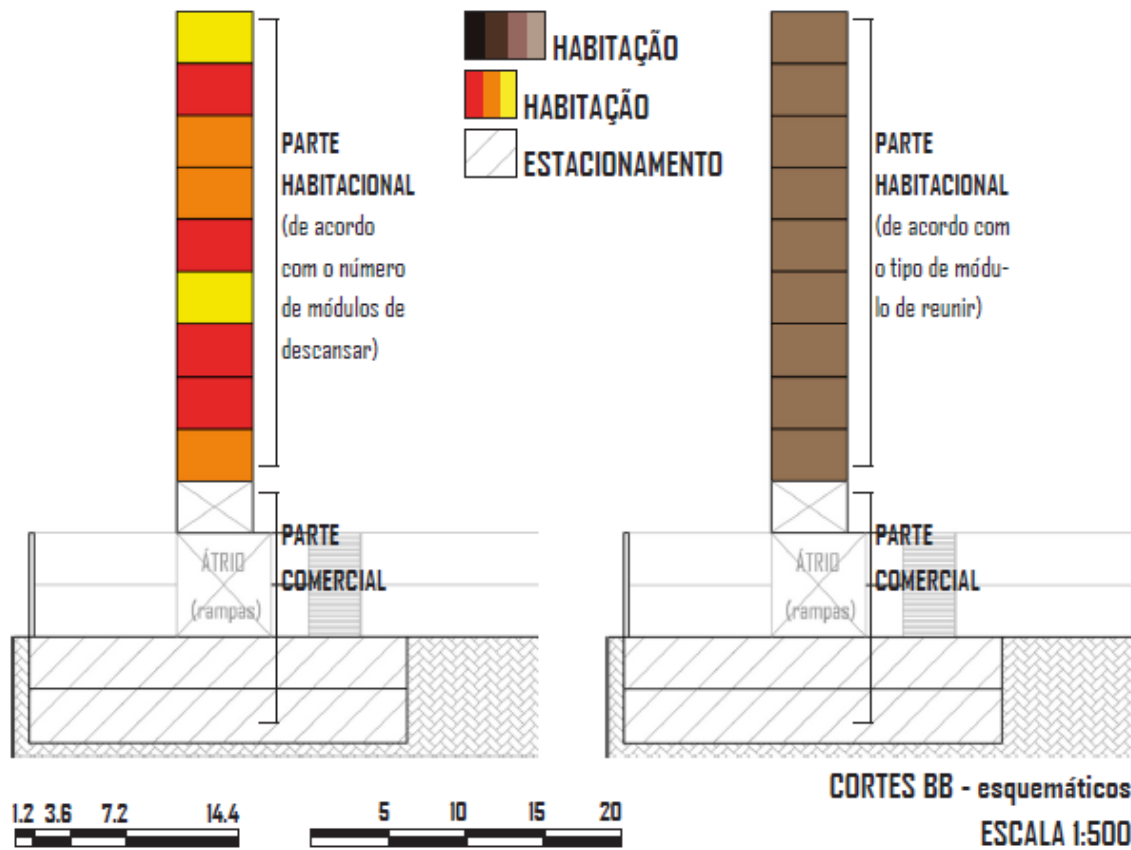 HABITAÇÃO
HABITAÇÃO
ESTACIONAMENTO
PARTE
HABITACIONAL
(de acordo
com o número
de módulos de
descansar)
PARTE
COMERCIAL
ÁTRIO
(rampas)
PARTE
HABITACIONAL
(de acordo com
o tipo de módu-
lo de reunir)
PARTE
COMERCIAL
ÁTRIO
(rampas)
1.2 3.6 7.2 14.4
5 10 15 20
CORTES BB - esquemáticos
ESCALA 1:500